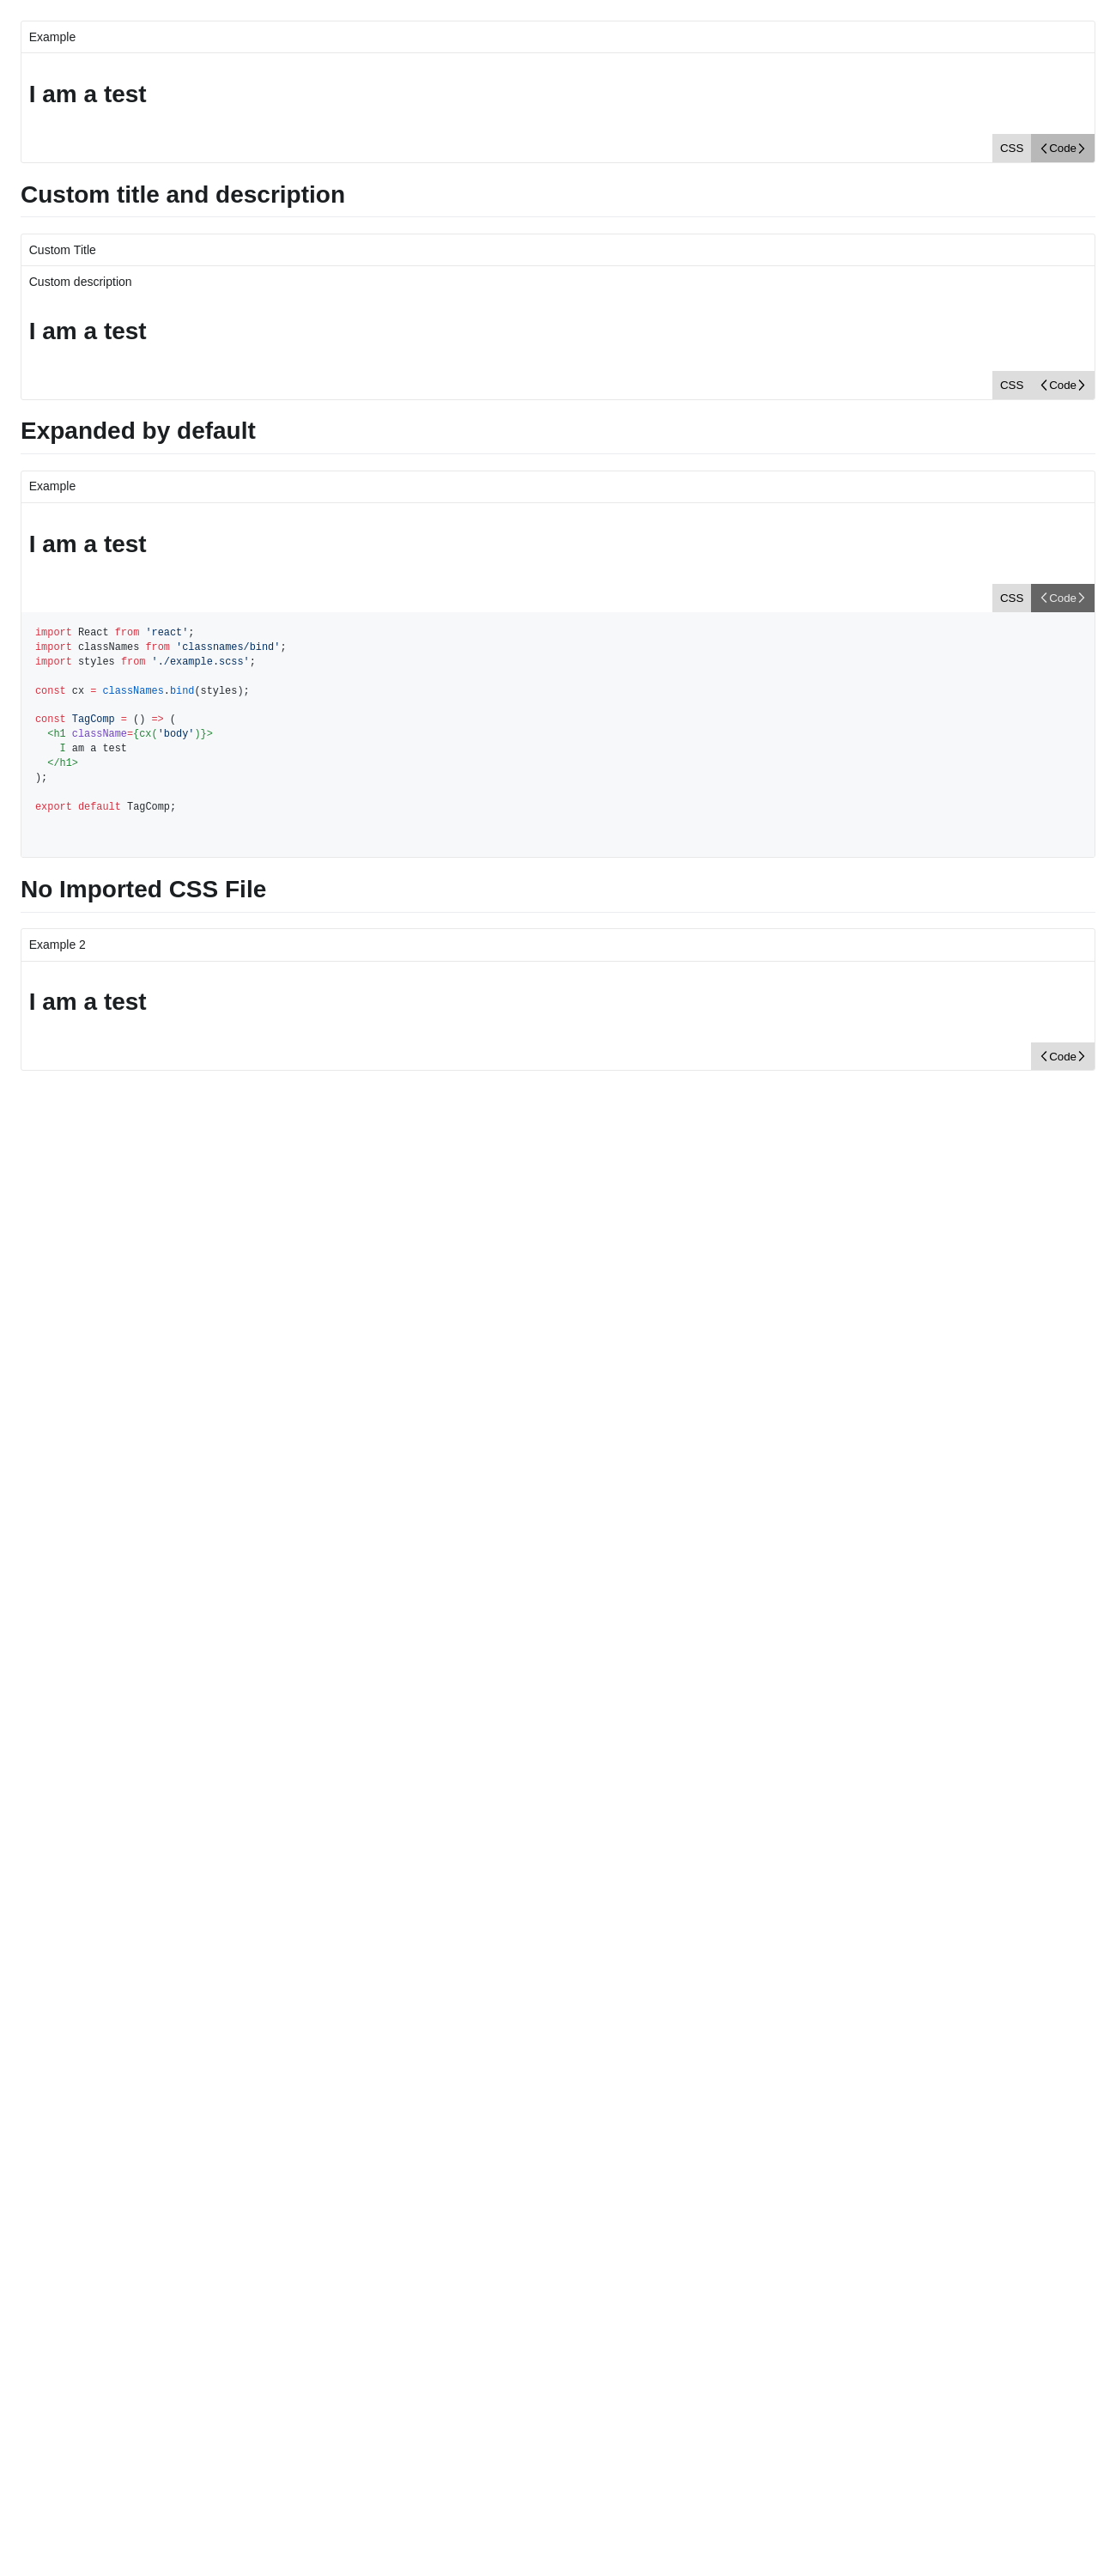 Example
I am a test
CSS <Code>
Custom title and description
Custom Title
Custom description
I am a test
CSS <Code>
Expanded by default
Example
I am a test
CSS <Code>
import React from 'react';
import classNames from 'classnames/bind';
import styles from './example.scss';
const cx = classNames.bind(styles);
const TagComp = () => (
  <h1 className={cx('body')}>
    I am a test
  </h1>
);
export default TagComp;
No Imported CSS File
Example 2
I am a test
<Code>